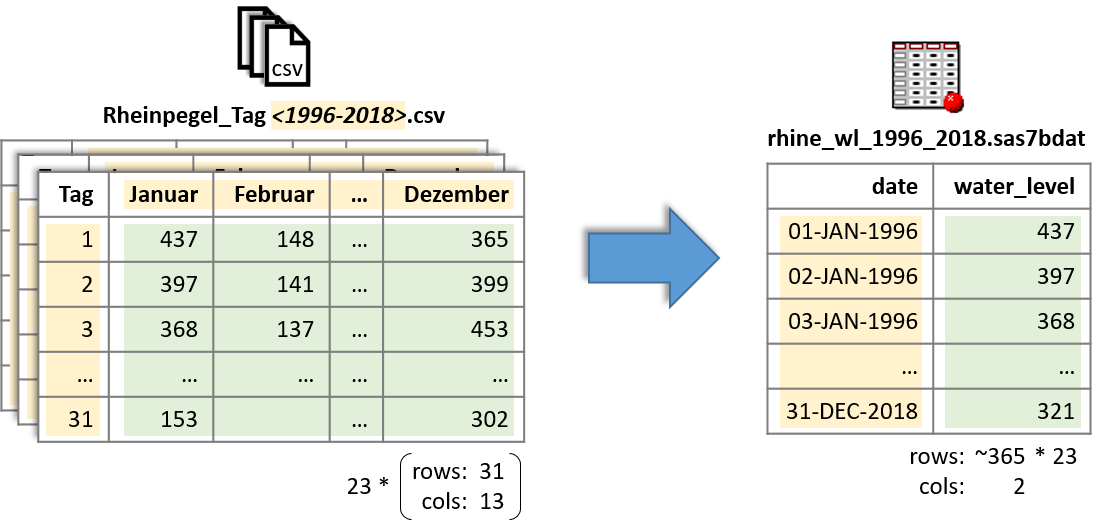 CSV
Rheinpegel_Tag <1996-2018>.csv
Tag Januar Februar ... Dezember
1 437 148 ... 365
2 397 141 ... 399
3 368 137 ... 453
... ... ... ... ...
31 153 ... 302
23 * rows: 31
cols: 13
rhine_wl_1996_2018.sas7bdat
date water_level
01-JAN-1996 437
02-JAN-1996 397
03-JAN-1996 368
... ...
31-DEC-2018 321
rows: ~365 * 23
cols: 2